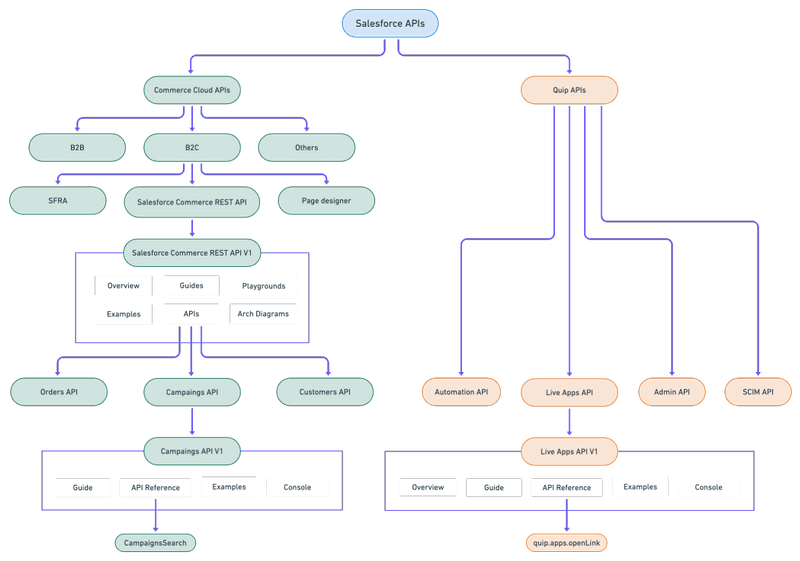 Salesforce APIs
Commerce Cloud APIs
Quip APIs
B2B
B2C
Others
SFRA
Salesforce Commerce REST API
Page designer
Salesforce Commerce REST API V1
Overview
Guides
Playgrounds
Examples
APIs
Arch Diagrams
Orders API
Campaings API
Customers API
Automation API
Live Apps API
Admin API
SCIM API
Campaings API V1
Live Apps API V1
Guide
API Reference
Examples
Console
Overview
Guide
API Reference
Examples
Console
CampaignsSearch
quip.apps.openLink